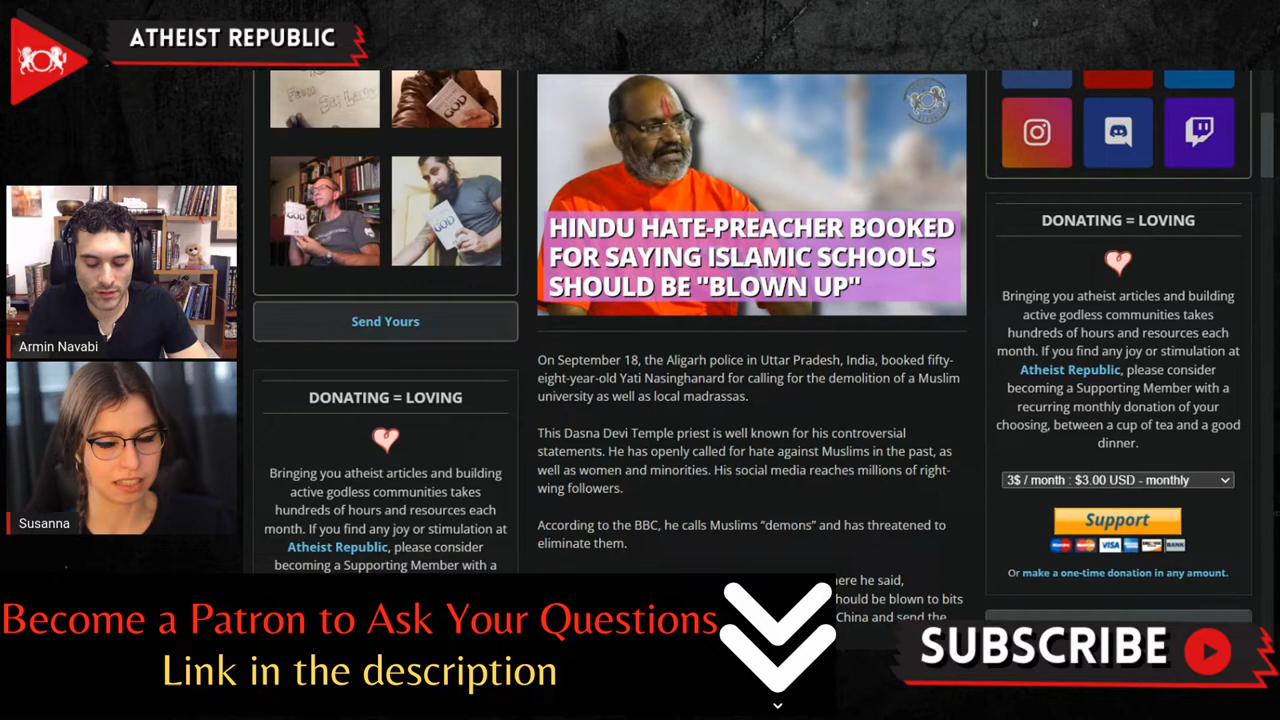 ATHEIST REPUBLIC
Armin Navabi
Susanna
GOD
GOD
GOD
Send Yours
DONATING = LOVING
Bringing you atheist articles and building
active godless communities takes
hundreds of hours and resources each
month. If you find any joy or stimulation at
Atheist Republic, please consider
becoming a Supporting Member with a
HINDU HATE-PREACHER BOOKED
FOR SAYING ISLAMIC SCHOOLS
SHOULD BE "BLOWN UP"
On September 18, the Aligarh police in Uttar Pradesh, India, booked fifty-
eight-year-old Yati Nasinghanard for calling for the demolition of a Muslim
university as well as local madrassas.
This Dasna Devi Temple priest is well known for his controversial
statements. He has openly called for hate against Muslims in the past, as
well as women and minorities. His social media reaches millions of right-
wing followers.
According to the BBC, he calls Muslims “demons” and has threatened to
eliminate them.
here he said,
hould be blown to bits
China and send the
DONATING = LOVING
Bringing you atheist articles and building
active godless communities takes
hundreds of hours and resources each
month. If you find any joy or stimulation at
Atheist Republic, please consider
becoming a Supporting Member with a
recurring monthly donation of your
choosing, between a cup of tea and a good
dinner.
3$ / month : $3.00 USD - monthly
Support
VISA
BANK
Or make a one-time donation in any amount.
Become a Patron to Ask Your Questions
Link in the description
SUBSCRIBE